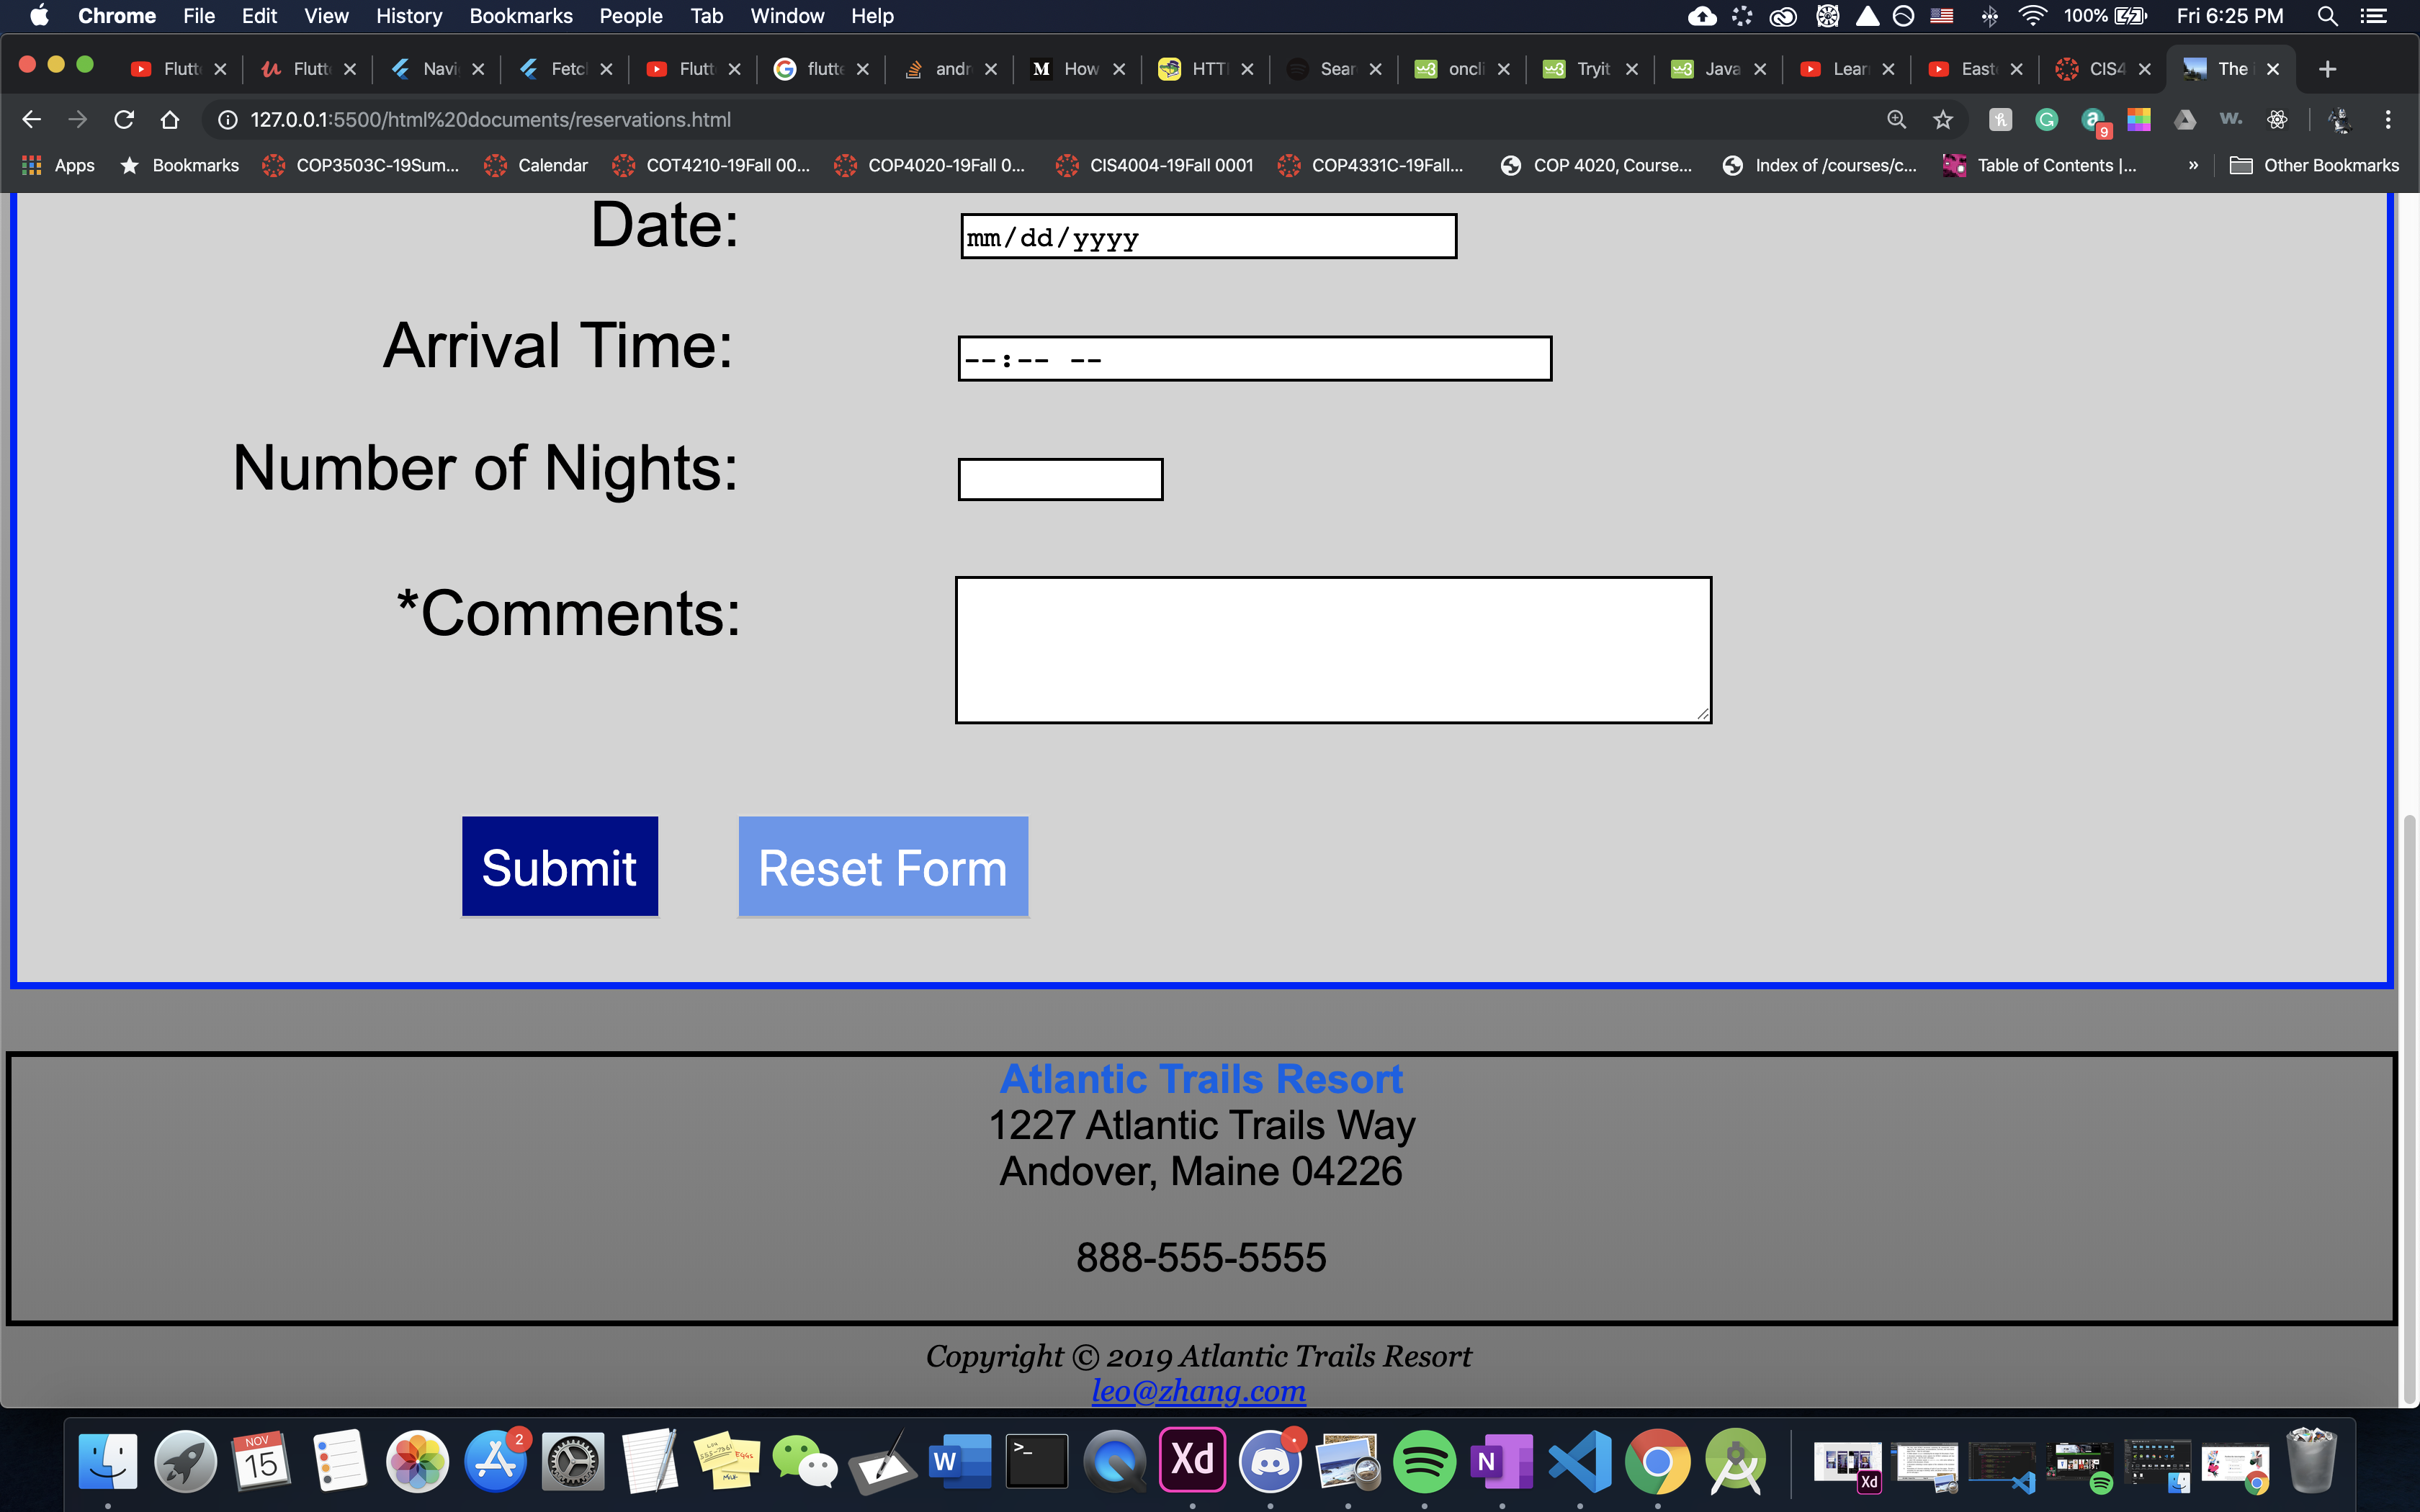 Chrome File Edit View History Bookmarks People Tab Window Help 100% Fri 6:25 PM
Flutt Flutt Navi Fetcl Flutt flutte andr M How HTTI Sear oncli Tryit Java Lear East CIS4 The
127.0.0.1:5500/html%20documents/reservations.html 9
Apps Bookmarks COP3503C-19Sum... Calendar COT4210-19Fall 00... COP4020-19Fall 0... CIS4004-19Fall 0001 COP4331C-19Fall... COP 4020, Course... Index of /courses/c... Table of Contents |... » Other Bookmarks
Date: mm/dd/yyyy
Arrival Time: --:-- --
Number of Nights:
*Comments:
Submit Reset Form
Atlantic Trails Resort
1227 Atlantic Trails Way
Andover, Maine 04226
888-555-5555
Copyright © 2019 Atlantic Trails Resort
leo@zhang.com
NOV 15 2 W >_ Xd N Xd